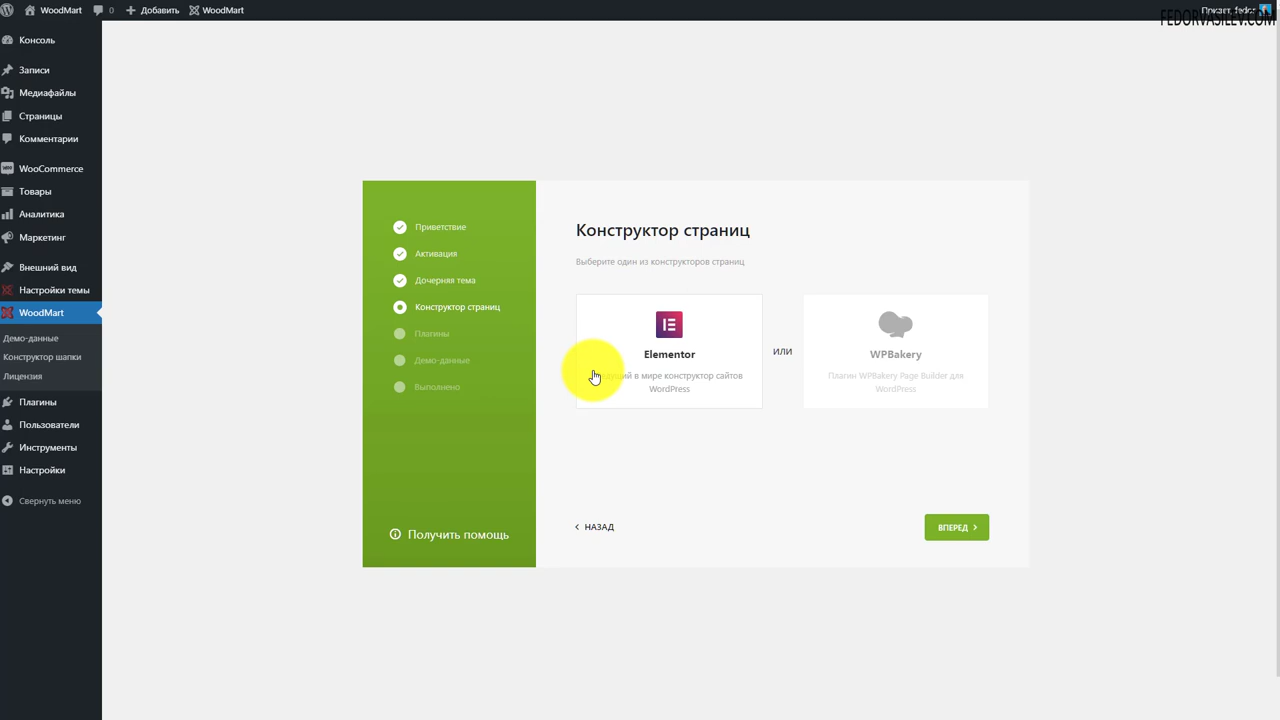 WoodMart
0
Добавить
WoodMart
Привет, fedor
FEDORVASILEV.COM
Консоль
Записи
Медиафайлы
Страницы
Комментарии
WooCommerce
Товары
Аналитика
Маркетинг
Внешний вид
Настройки темы
WoodMart
Демо-данные
Конструктор шапки
Лицензия
Плагины
Пользователи
Инструменты
Настройки
Свернуть меню
Приветствие
Активация
Дочерняя тема
Конструктор страниц
Плагины
Демо-данные
Выполнено
Получить помощь
Конструктор страниц
Выберите один из конструкторов страниц
Elementor
в мире конструктор сайтов
WordPress
ИЛИ
WPBakery
Плагин WPBakery Page Builder для
WordPress
НАЗАД
ВПЕРЕД